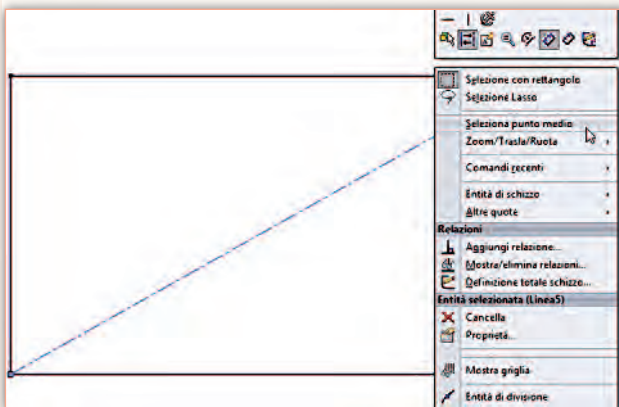 Selezione con rettangolo
Selezione Lasso
Seleziona punto medio
Zoom/Trasla/Ruota
Comandi recenti
Entità di schizzo
Altre quote
Relazioni
Aggiungi relazione...
Mostra/elimina relazioni...
Definizione totale schizzo...
Entità selezionata (Linea5)
Cancella
Proprietà...
Mostra griglia
Entità di divisione